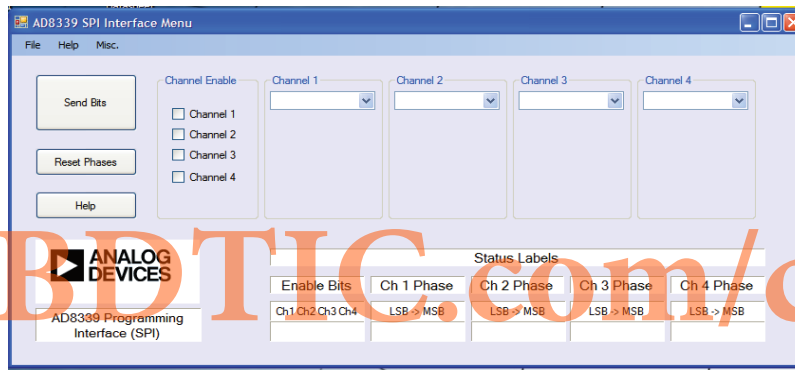 AD8339 SPI Interface Menu
File Help Misc.
Send Bits
Reset Phases
Help
Channel Enable
Channel 1
Channel 2
Channel 3
Channel 4
Channel 1
Channel 2
Channel 3
Channel 4
BDTIC.com/
ANALOG
DEVICES
AD8339 Programming
Interface (SPI)
Status Labels
Enable Bits Ch 1 Phase Ch 2 Phase Ch 3 Phase Ch 4 Phase
Ch1 Ch2 Ch3 Ch4 LSB -> MSB LSB -> MSB LSB -> MSB LSB -> MSB